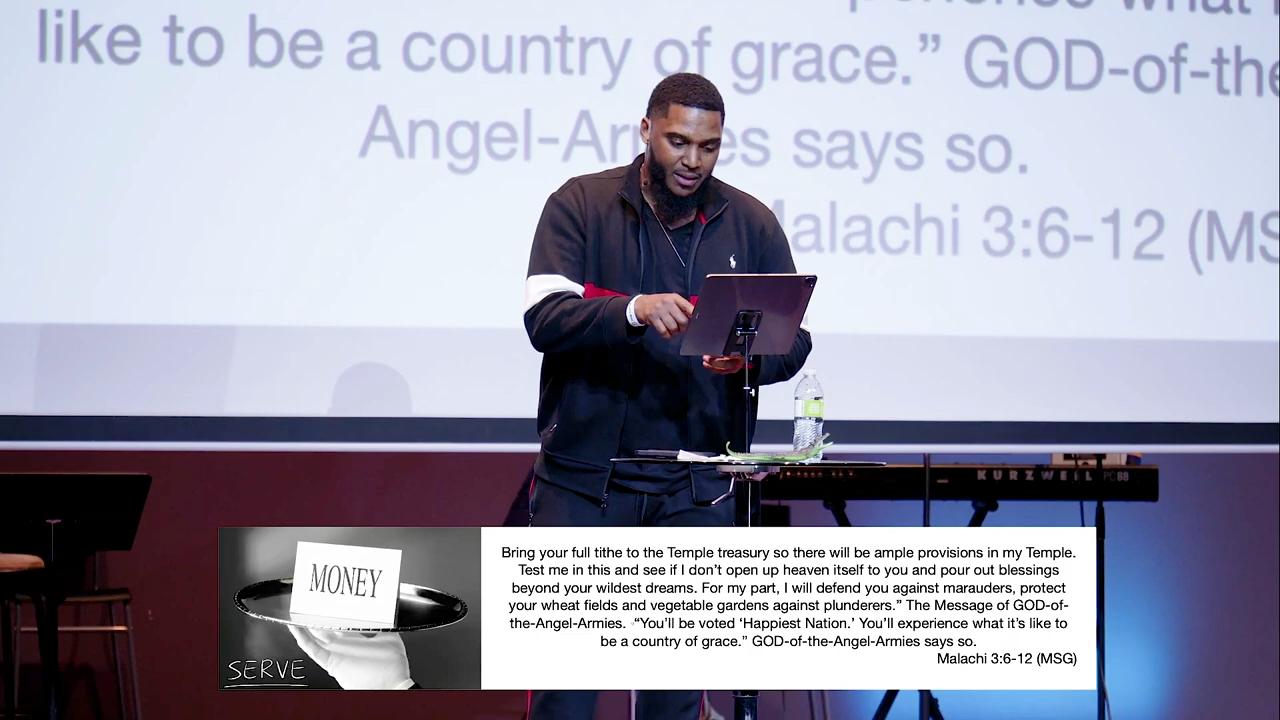 like to be a country of grace.” GOD-of-the
Angel-Armies says so.
Malachi 3:6-12 (MS
KURZWEIL PC88
MONEY
SERVE
Bring your full tithe to the Temple treasury so there will be ample provisions in my Temple.
Test me in this and see if I don’t open up heaven itself to you and pour out blessings
beyond your wildest dreams. For my part, I will defend you against marauders, protect
your wheat fields and vegetable gardens against plunderers.” The Message of GOD-of-
the-Angel-Armies. “You’ll be voted ‘Happiest Nation.’ You’ll experience what it’s like to
be a country of grace.” GOD-of-the-Angel-Armies says so.
Malachi 3:6-12 (MSG)